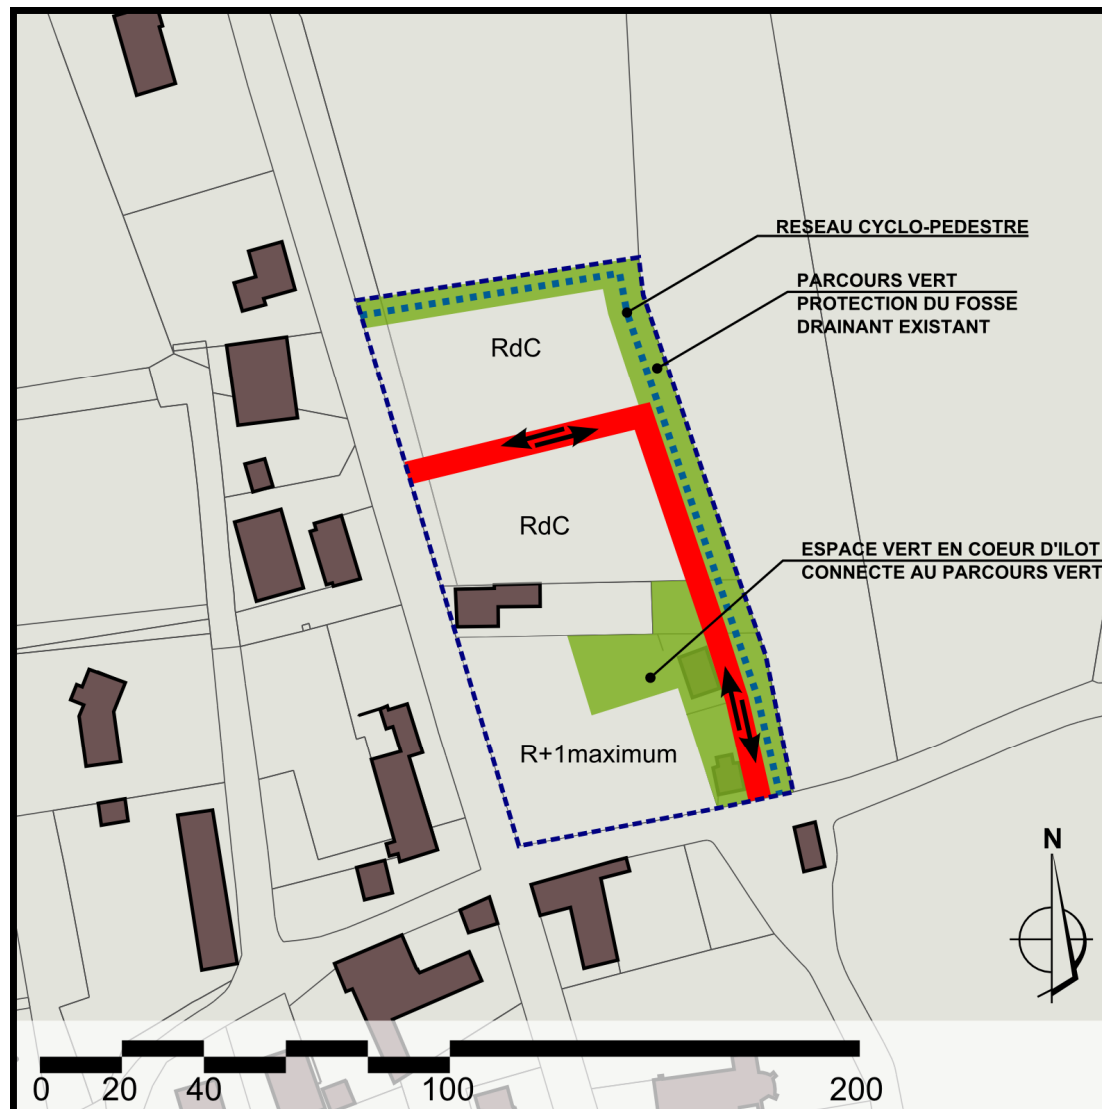 RESEAU CYCLO-PEDESTRE
PARCOURS VERT
PROTECTION DU FOSSE
DRAINANT EXISTANT
RdC
RdC
ESPACE VERT EN COEUR D'ILOT
CONNECTE AU PARCOURS VERT
R+1maximum
N
0 20 40 100 200